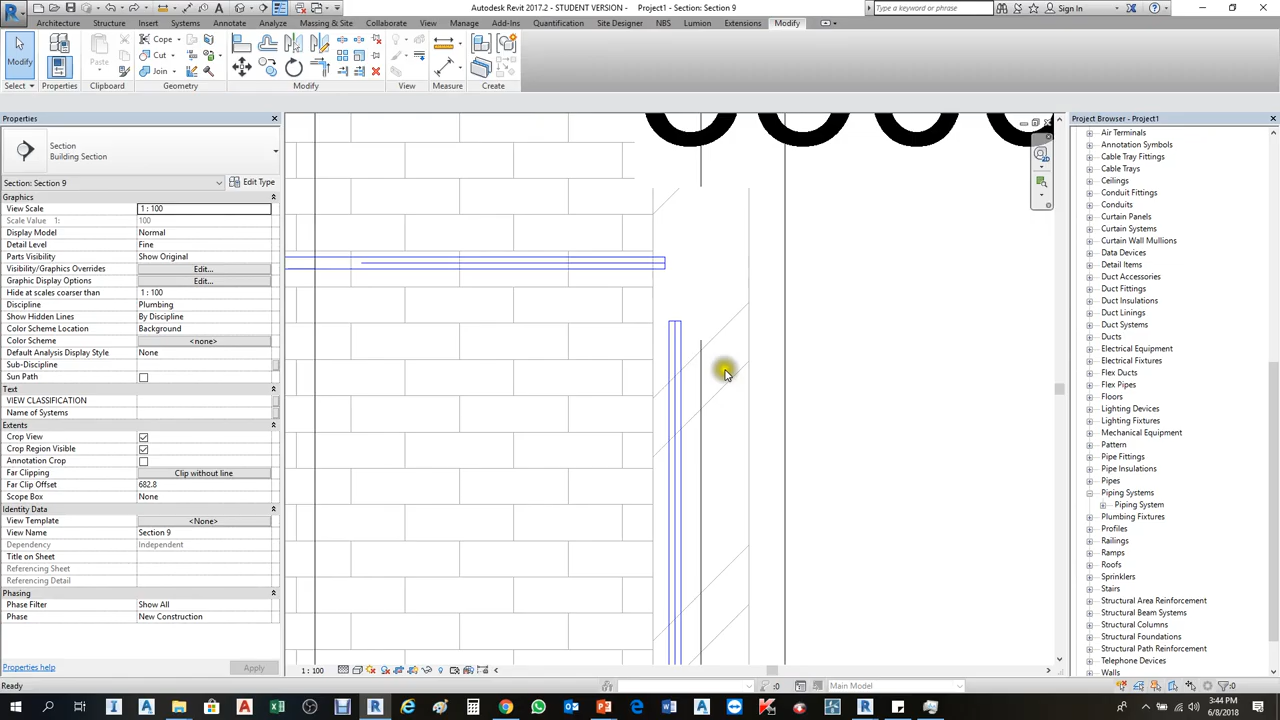 Autodesk Revit 2017.2 - STUDENT VERSION - Project1 - Section: Section 9
Type a keyword or phrase
Sign In
Architecture Structure Insert Systems Annotate Analyze Massing & Site Collaborate View Manage Add-Ins Quantification Site Designer NBS Lumion Extensions Modify
Modify
Paste
Cope
Cut
Join
Select Properties Clipboard Geometry Modify View Measure Create
Properties
Section
Building Section
Section: Section 9
Edit Type
Graphics
View Scale 1 : 100
Scale Value 1: 100
Display Model Normal
Detail Level Fine
Parts Visibility Show Original
Visibility/Graphics Overrides Edit...
Graphic Display Options Edit...
Hide at scales coarser than 1 : 100
Discipline Plumbing
Show Hidden Lines By Discipline
Color Scheme Location Background
Color Scheme <none>
Default Analysis Display Style None
Sub-Discipline
Sun Path
Text
VIEW CLASSIFICATION
Name of Systems
Extents
Crop View
Crop Region Visible
Annotation Crop
Far Clipping Clip without line
Far Clip Offset 682.8
Scope Box None
Identity Data
View Template <None>
View Name Section 9
Dependency Independent
Title on Sheet
Referencing Sheet
Referencing Detail
Phasing
Phase Filter Show All
Phase New Construction
Properties help
Apply
Project Browser - Project1
Air Terminals
Annotation Symbols
Cable Tray Fittings
Cable Trays
Ceilings
Conduit Fittings
Conduits
Curtain Panels
Curtain Systems
Curtain Wall Mullions
Data Devices
Detail Items
Duct Accessories
Duct Fittings
Duct Insulations
Duct Linings
Duct Systems
Ducts
Electrical Equipment
Electrical Fixtures
Flex Ducts
Flex Pipes
Floors
Lighting Devices
Lighting Fixtures
Mechanical Equipment
Pattern
Pipe Fittings
Pipe Insulations
Pipes
Piping Systems
Piping System
Plumbing Fixtures
Profiles
Railings
Ramps
Roofs
Sprinklers
Stairs
Structural Area Reinforcement
Structural Beam Systems
Structural Columns
Structural Foundations
Structural Path Reinforcement
Telephone Devices
Walls
1 : 100
Ready
:0
Main Model
:0
3:44 PM
6/8/2018